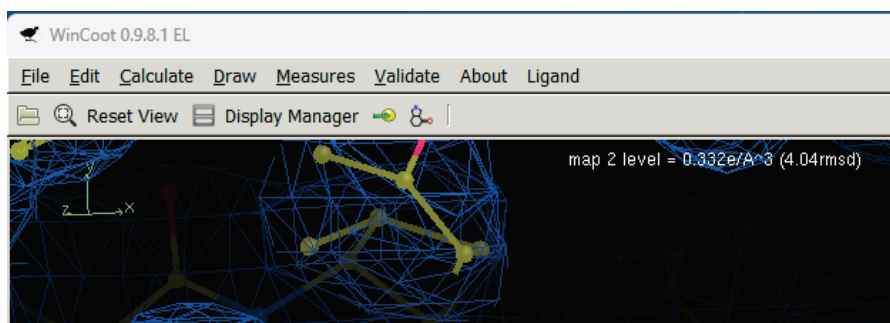 WinCoot 0.9.8.1 EL
File Edit Calculate Draw Measures Validate About Ligand
Reset View Display Manager
map 2 level = 0.332e/A^3 (4.04rmsd)
y
z x